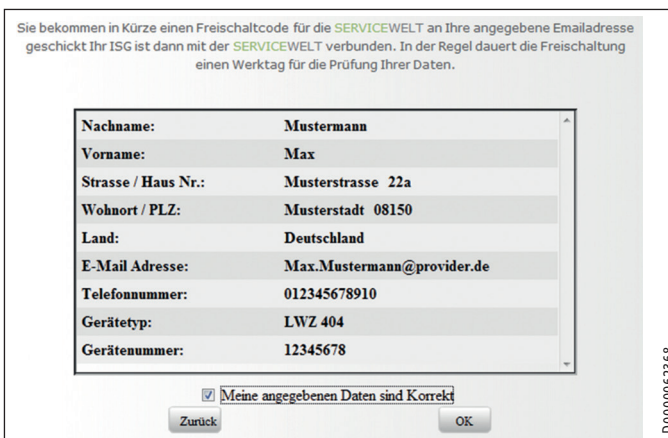 Sie bekommen in Kürze einen Freischaltcode für die SERVICEWELT an Ihre angegebene Emailadresse
geschickt Ihr ISG ist dann mit der SERVICEWELT verbunden. In der Regel dauert die Freischaltung
einen Werktag für die Prüfung Ihrer Daten.
Nachname: Mustermann
Vorname: Max
Strasse / Haus Nr.: Musterstrasse 22a
Wohnort / PLZ: Musterstadt 08150
Land: Deutschland
E-Mail Adresse: Max.Mustermann@provider.de
Telefonnummer: 012345678910
Gerätetyp: LWZ 404
Gerätenummer: 12345678
Meine angegebenen Daten sind Korrekt
Zurück OK